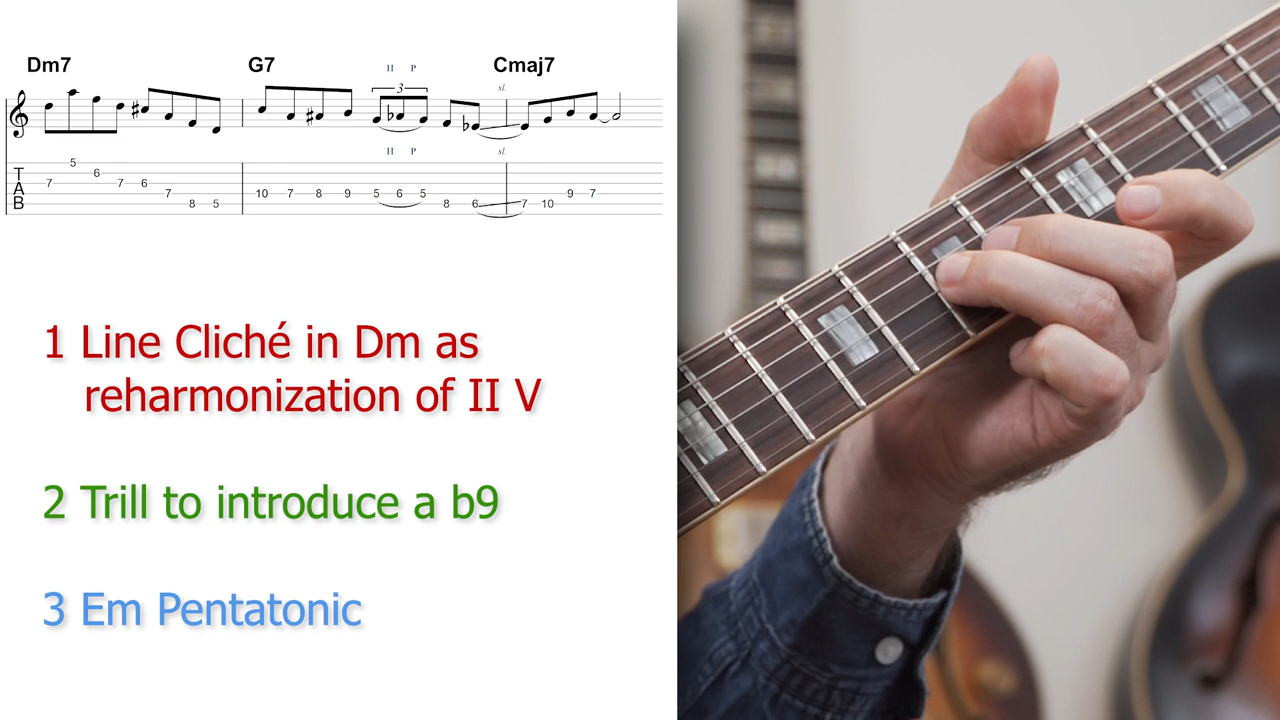 Dm7 G7 Cmaj7
H P sl.
3
H P sl.
T
A
B
5
6
7 7 6
7 10 7 8 9 5 6 5 9 7
8 5 8 6 7 10
1 Line Cliché in Dm as
reharmonization of II V
2 Trill to introduce a b9
3 Em Pentatonic